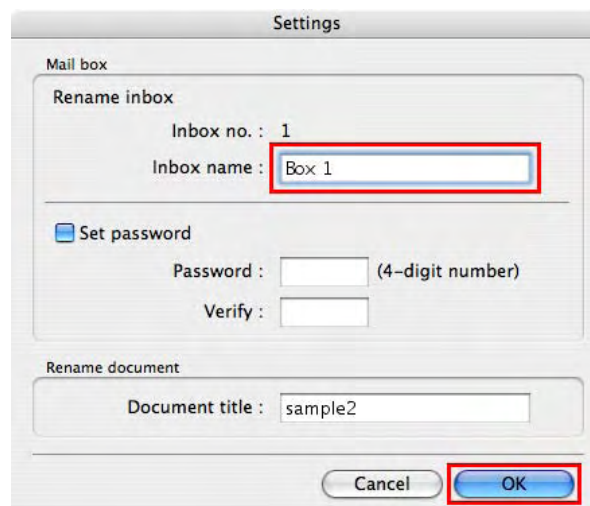 Settings
Mail box
Rename inbox
Inbox no. : 1
Inbox name : Box 1
Set password
Password : (4-digit number)
Verify :
Rename document
Document title : sample2
Cancel OK